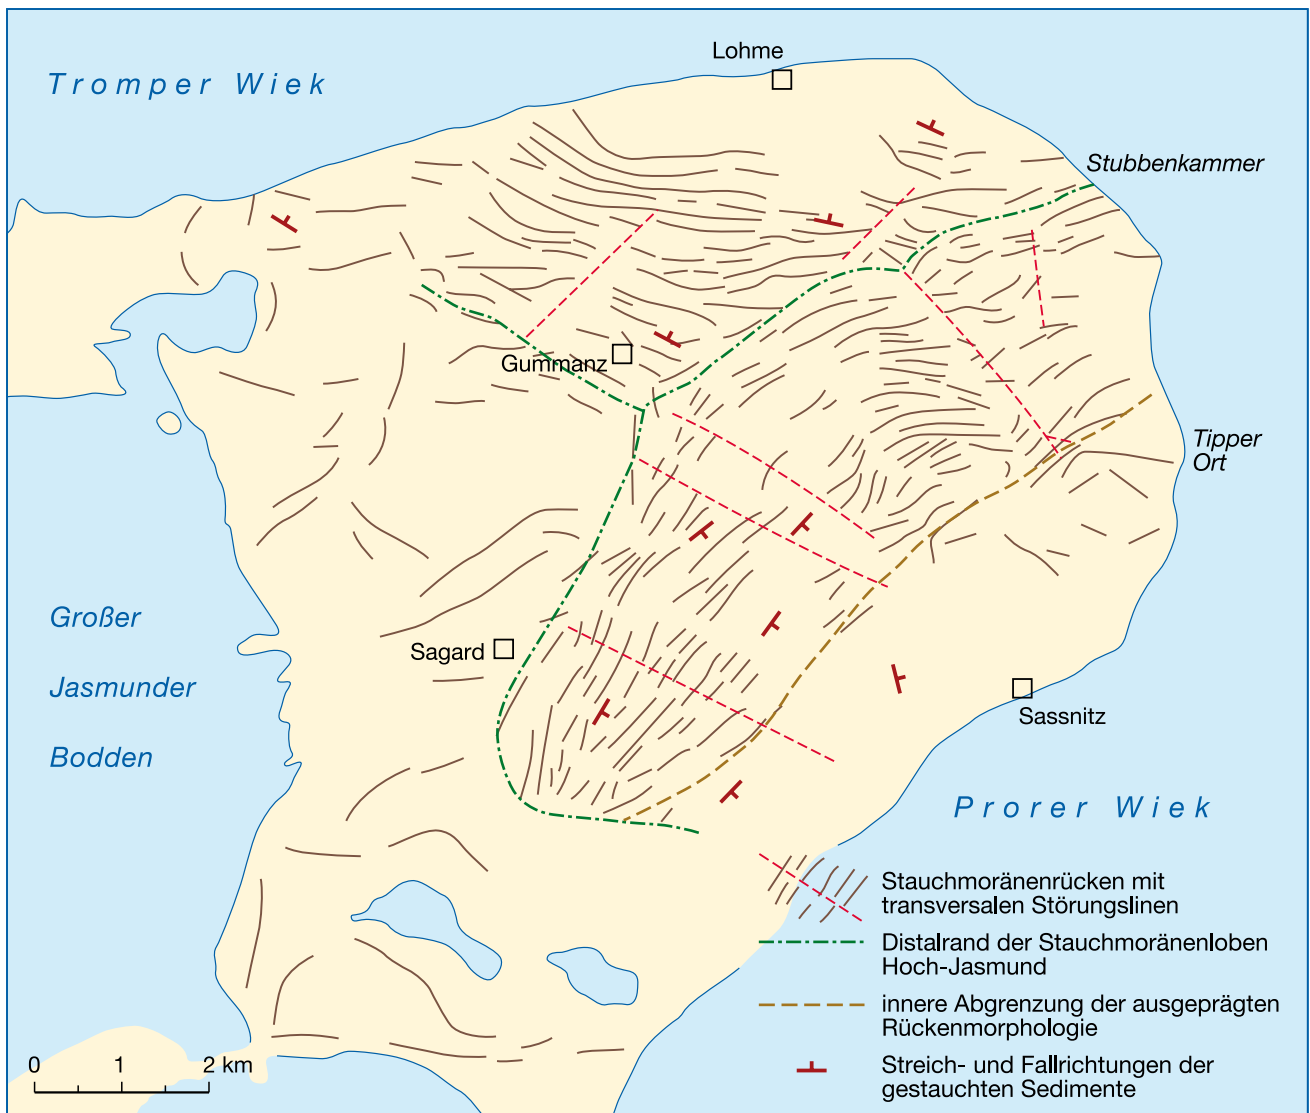 Lohme
Tromper Wiek
Stubbenkammer
Gummanz
Tipper
Ort
Großer
Jasmunder
Bodden
Sagard
Sassnitz
Prorer Wiek
Stauchmoränenrücken mit
transversalen Störungslinen
Distalrand der Stauchmoränenloben
Hoch-Jasmund
innere Abgrenzung der ausgeprägten
Rückenmorphologie
Streich- und Fallrichtungen der
gestauchten Sedimente
0 1 2 km